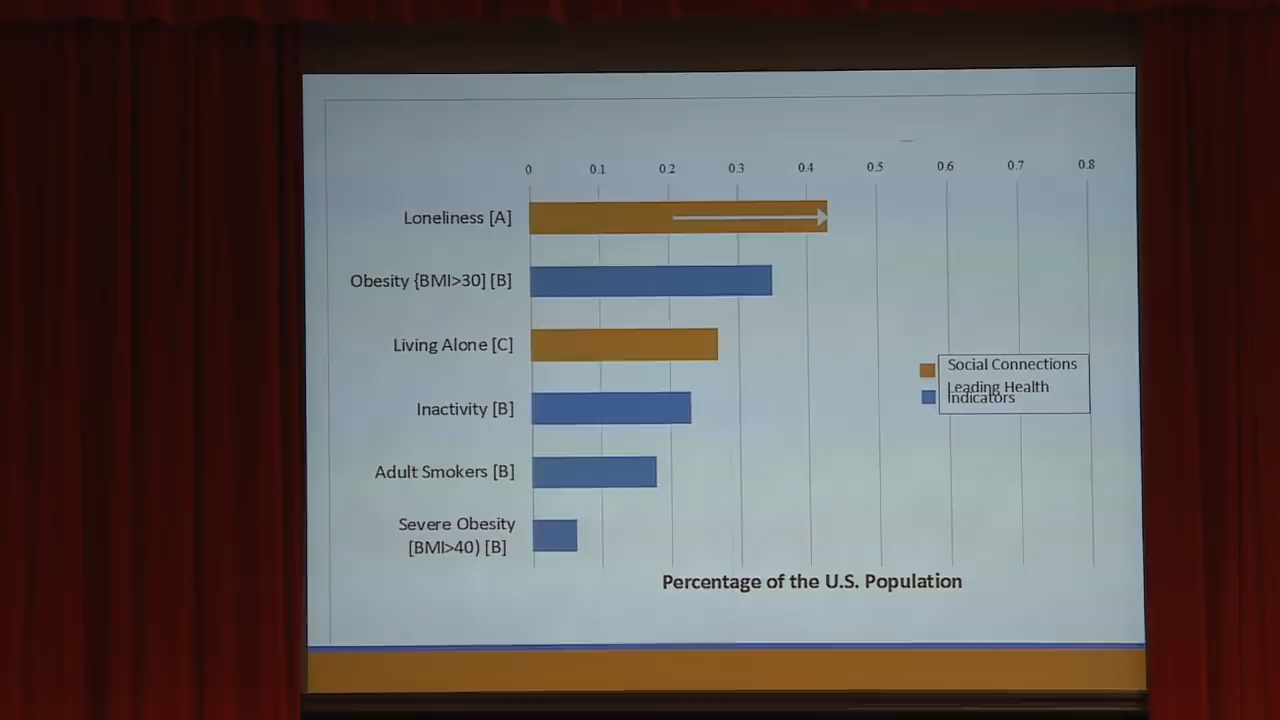 0 0.1 0.2 0.3 0.4 0.5 0.6 0.7 0.8
Loneliness [A]
Obesity {BMI>30] [B]
Living Alone [C]
Social Connections
Leading Health
Indicators
Inactivity [B]
Adult Smokers [B]
Severe Obesity
[BMI>40) [B]
Percentage of the U.S. Population